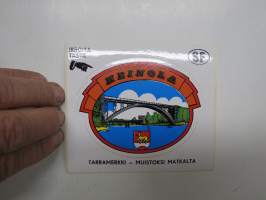 IRROITA
TÄSTÄ
SF
HEINOLA
TARRAMERKKI – MUISTOKSI MATKALTA